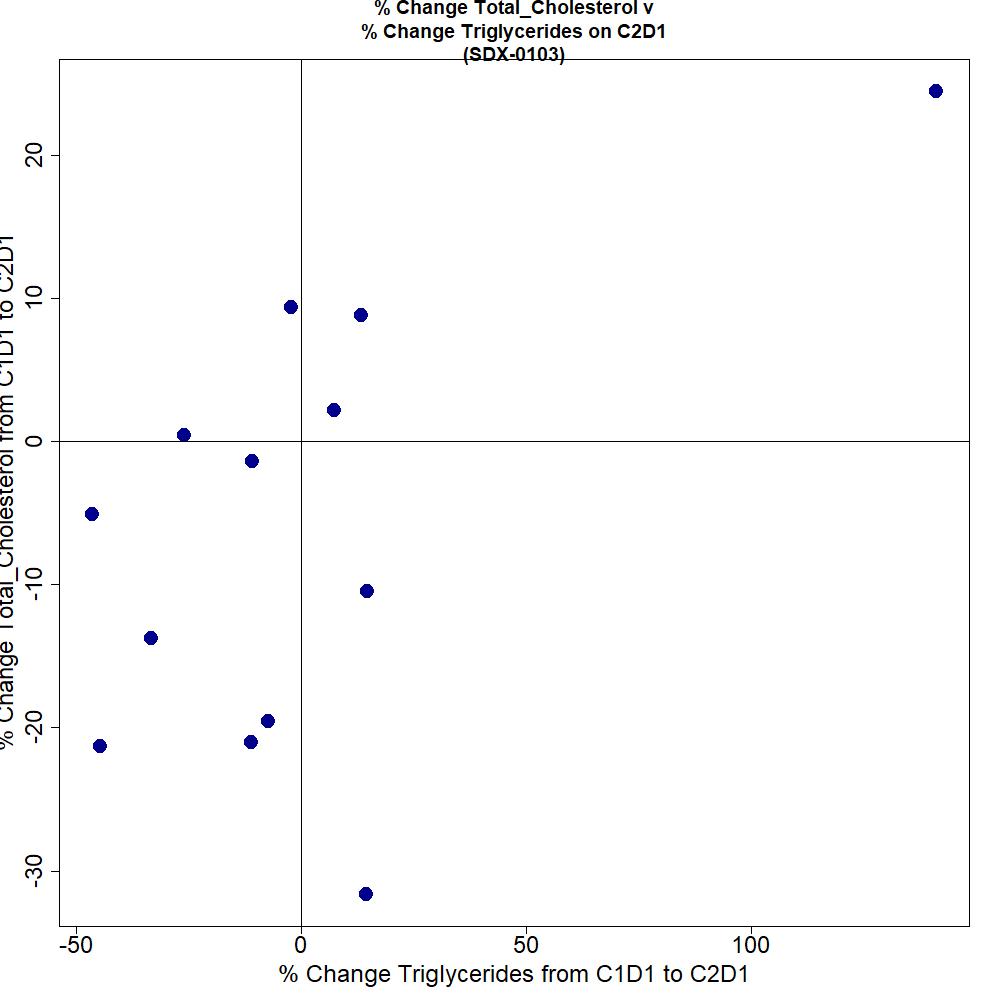 % Change Total_Cholesterol v
% Change Triglycerides on C2D1
(SDX-0103)
% Change Total_Cholesterol from C1D1 to C2D1
20
10
0
-10
-20
-30
-50
0
50
100
% Change Triglycerides from C1D1 to C2D1